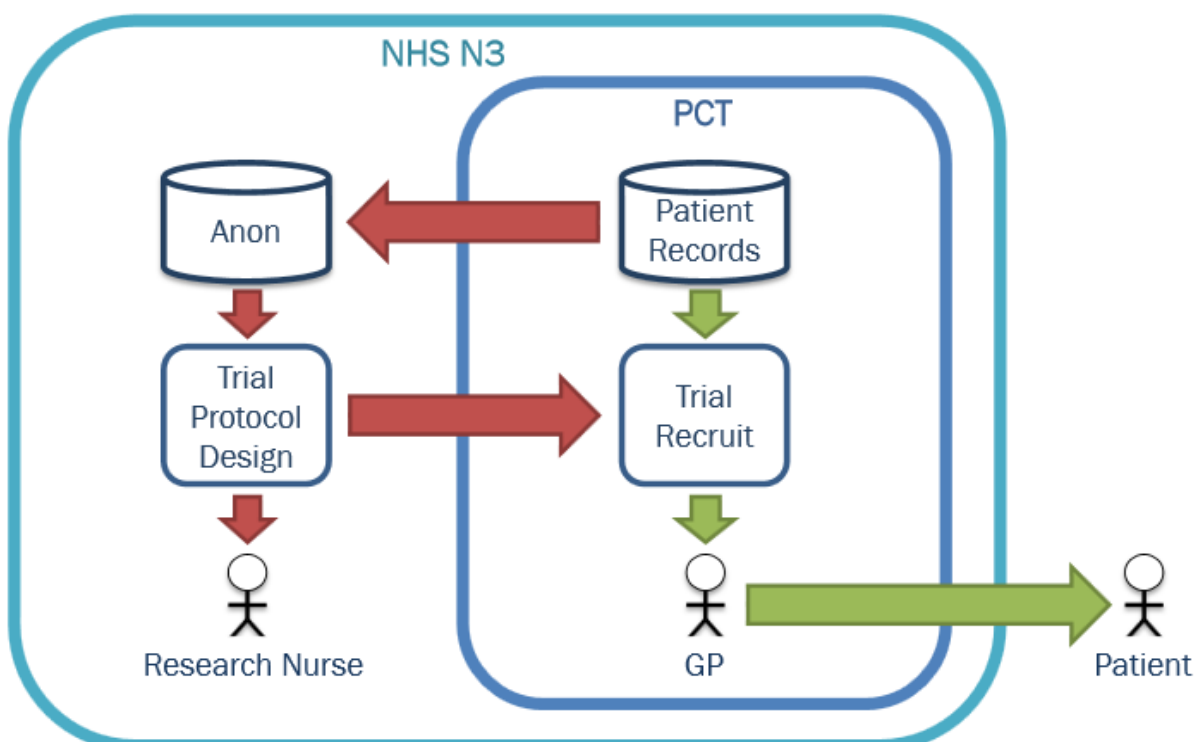 NHS N3
PCT
Anon
Patient
Records
Trial
Protocol
Design
Trial
Recruit
Research Nurse
GP
Patient